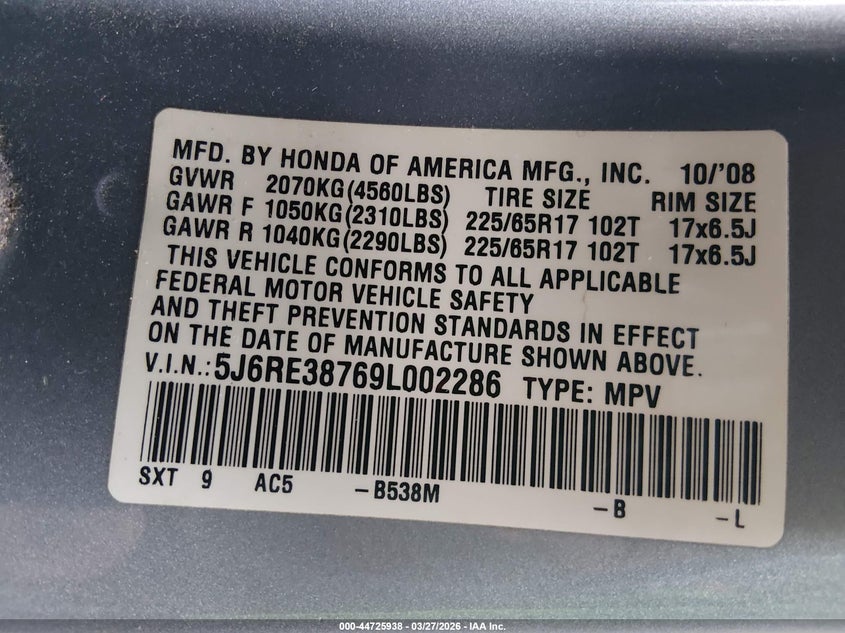 MFD. BY HONDA OF AMERICA MFG., INC. 10/'08
GVWR 2070KG(4560LBS) TIRE SIZE RIM SIZE
GAWR F 1050KG(2310LBS) 225/65R17 102T 17x6.5J
GAWR R 1040KG(2290LBS) 225/65R17 102T 17x6.5J
THIS VEHICLE CONFORMS TO ALL APPLICABLE
FEDERAL MOTOR VEHICLE SAFETY
AND THEFT PREVENTION STANDARDS IN EFFECT
ON THE DATE OF MANUFACTURE SHOWN ABOVE.
V.I.N.:5J6RE38769L002286 TYPE: MPV
SXT 9 AC5 -B538M -B -L
000-44725938 - 03/27/2026 - IAA Inc.